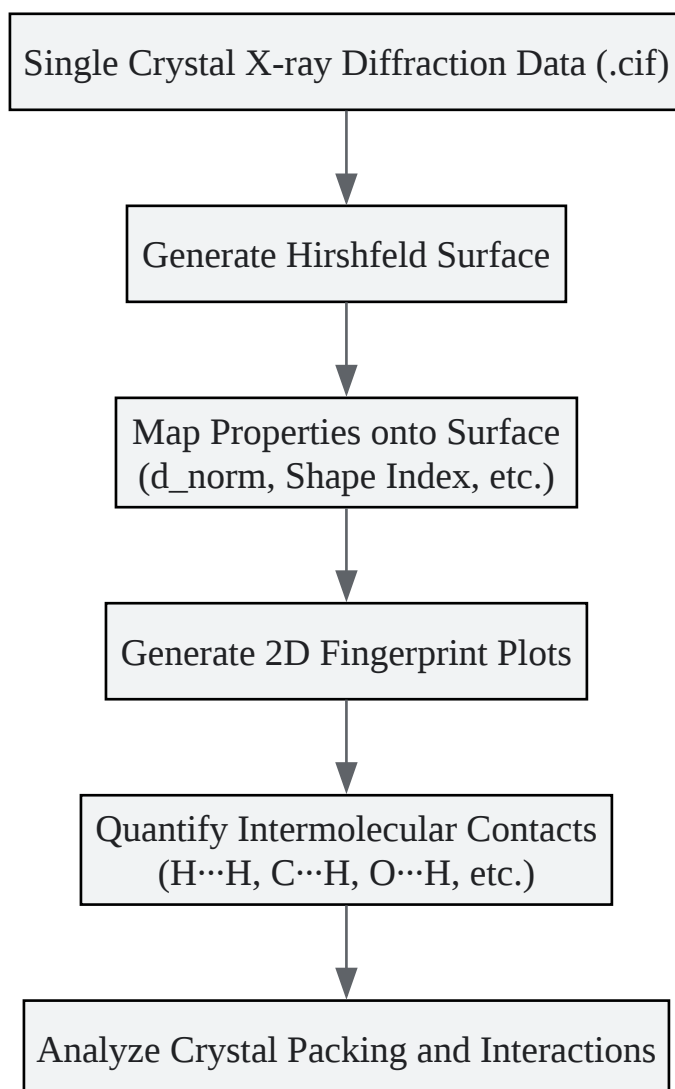 Single Crystal X-ray Diffraction Data (.cif)
Generate Hirshfeld Surface
Map Properties onto Surface
(d_norm, Shape Index, etc.)
Generate 2D Fingerprint Plots
Quantify Intermolecular Contacts
(H···H, C···H, O···H, etc.)
Analyze Crystal Packing and Interactions